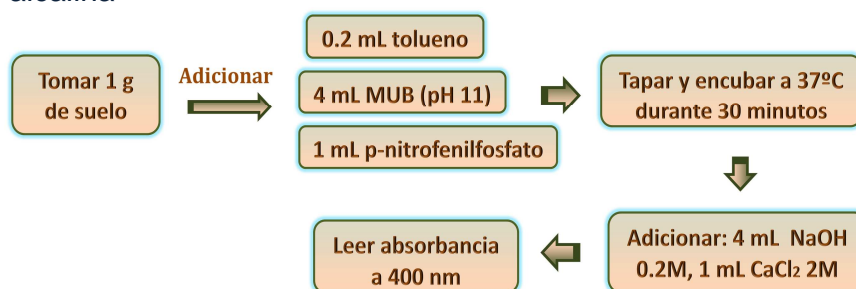 Tomar 1 g
de suelo
Adicionar
0.2 mL tolueno
4 mL MUB (pH 11)
1 mL p-nitrofenilfosfato
Tapar y encubar a 37ºC
durante 30 minutos
Adicionar: 4 mL NaOH
0.2M, 1 mL CaCl₂ 2M
Leer absorbancia
a 400 nm